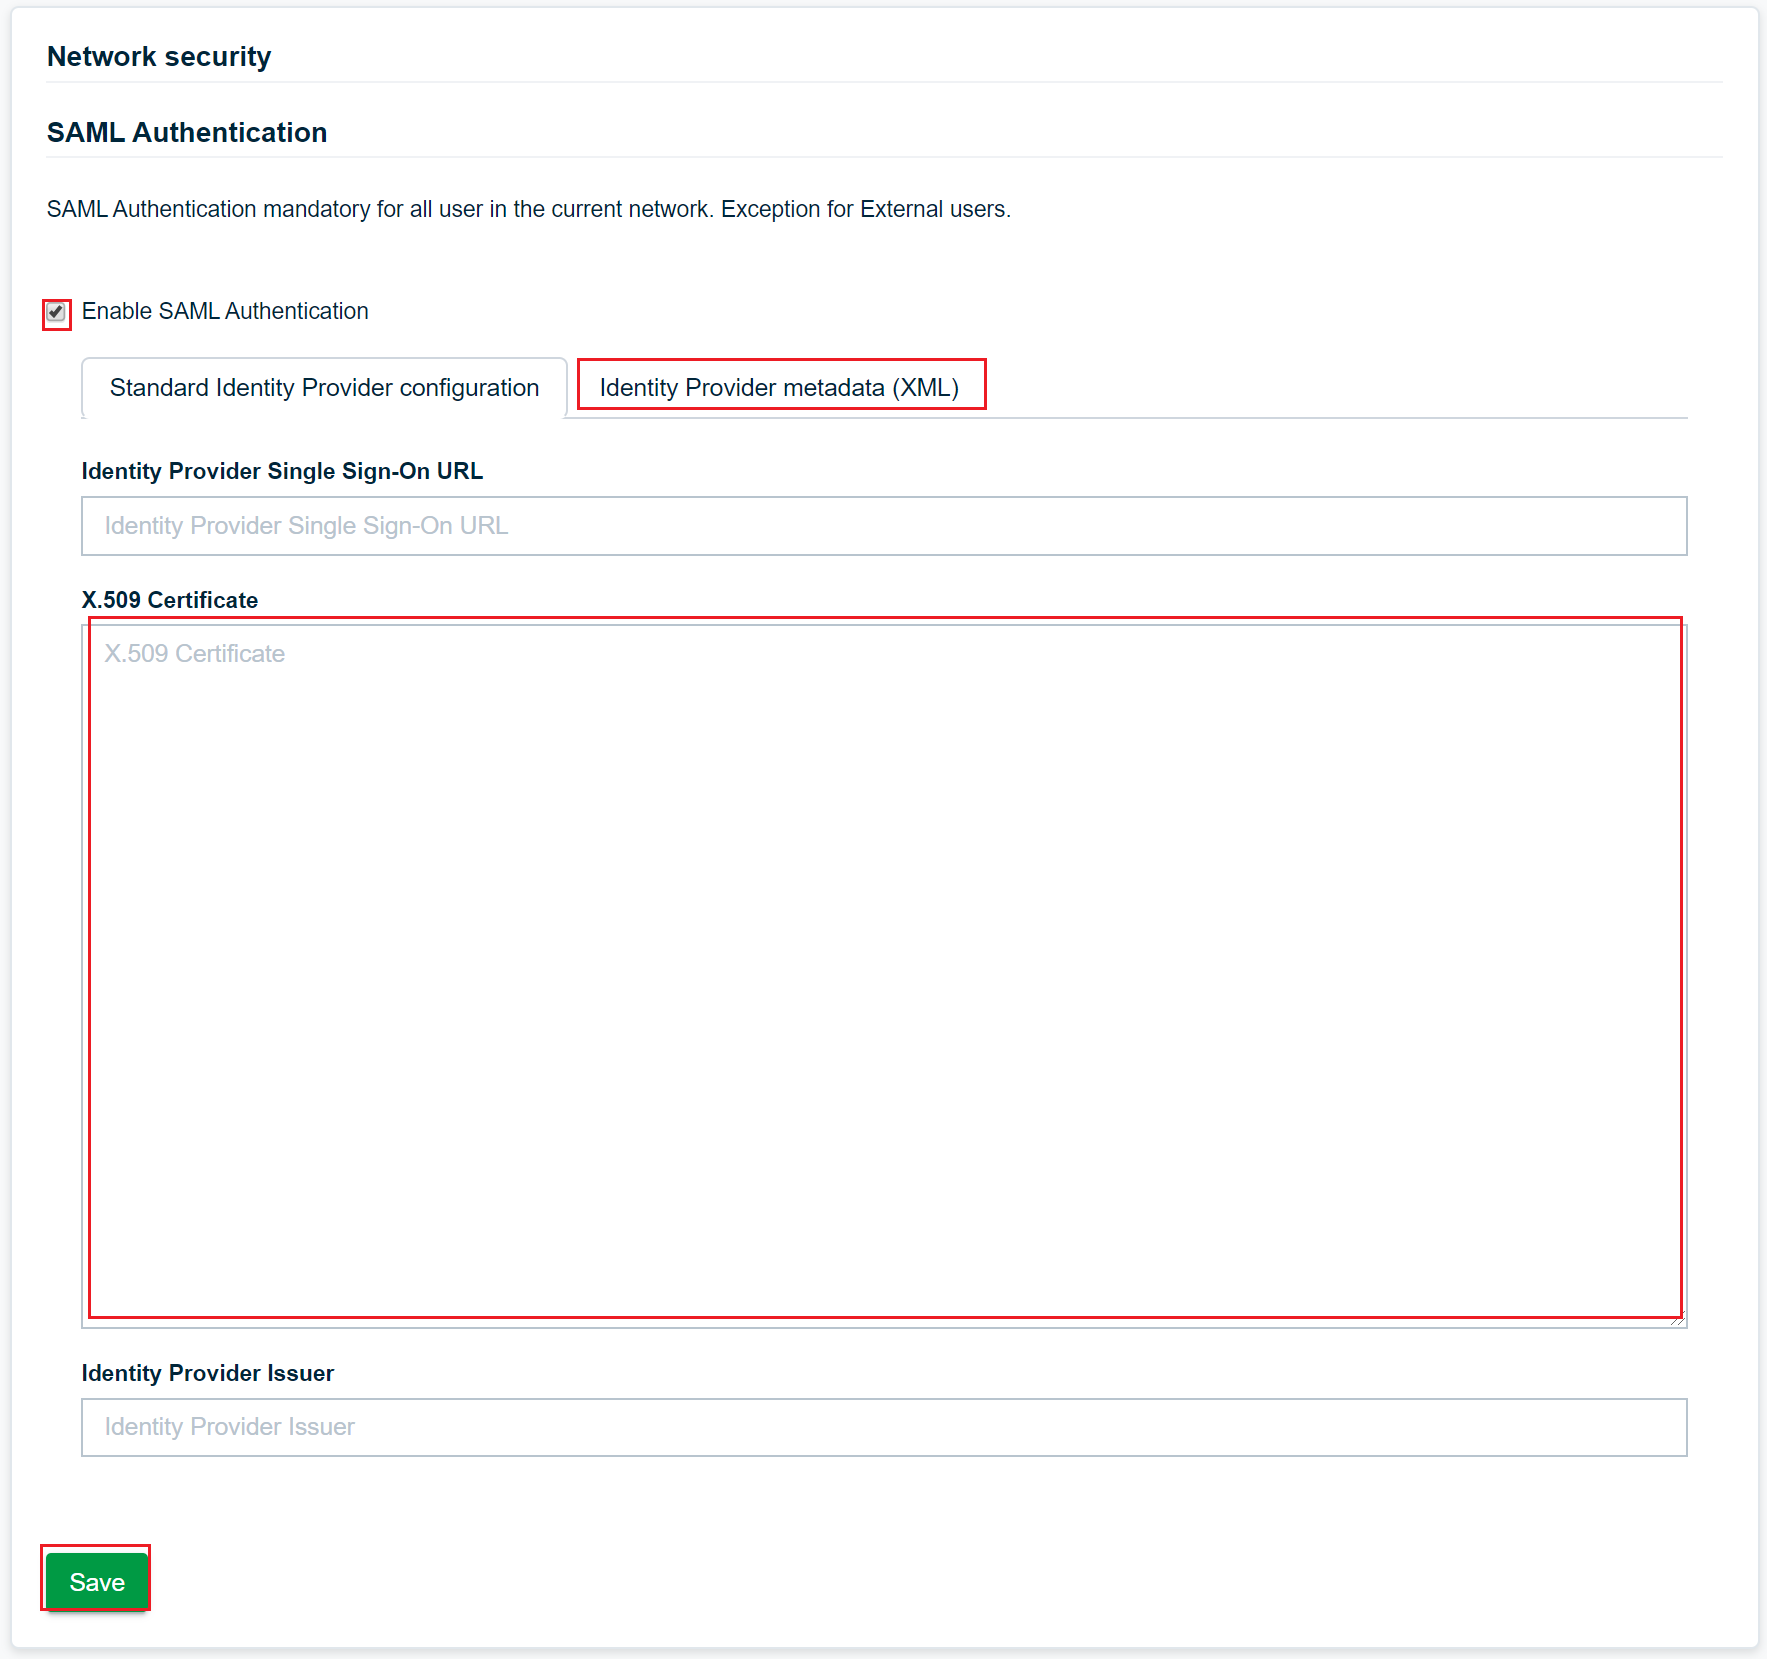 Network security
SAML Authentication
SAML Authentication mandatory for all user in the current network. Exception for External users.
Enable SAML Authentication
Standard Identity Provider configuration
Identity Provider metadata (XML)
Identity Provider Single Sign-On URL
Identity Provider Single Sign-On URL
X.509 Certificate
X.509 Certificate
Identity Provider Issuer
Identity Provider Issuer
Save